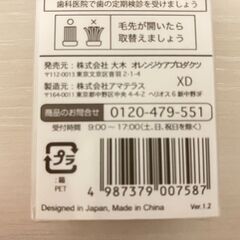 歯科医院で歯の定期検診を受けましょう
毛先が開いたら
取替えましょう
発売元：株式会社 大木 オレンジケアプロダクツ
〒112-0013 東京文京区音羽 2-1-4
製造元：株式会社アマテラス XD
〒164-0013 東京都中野区中央 4-4-2 ヘリオス6 新中野3F
商品のお問合せ 0120-479-551
受付時間 9:00～17:00（土、日、祝日を除く）
プラ
：箱
PET
4 987379 007587
Designed in Japan, Made in Japan Ver.1.2